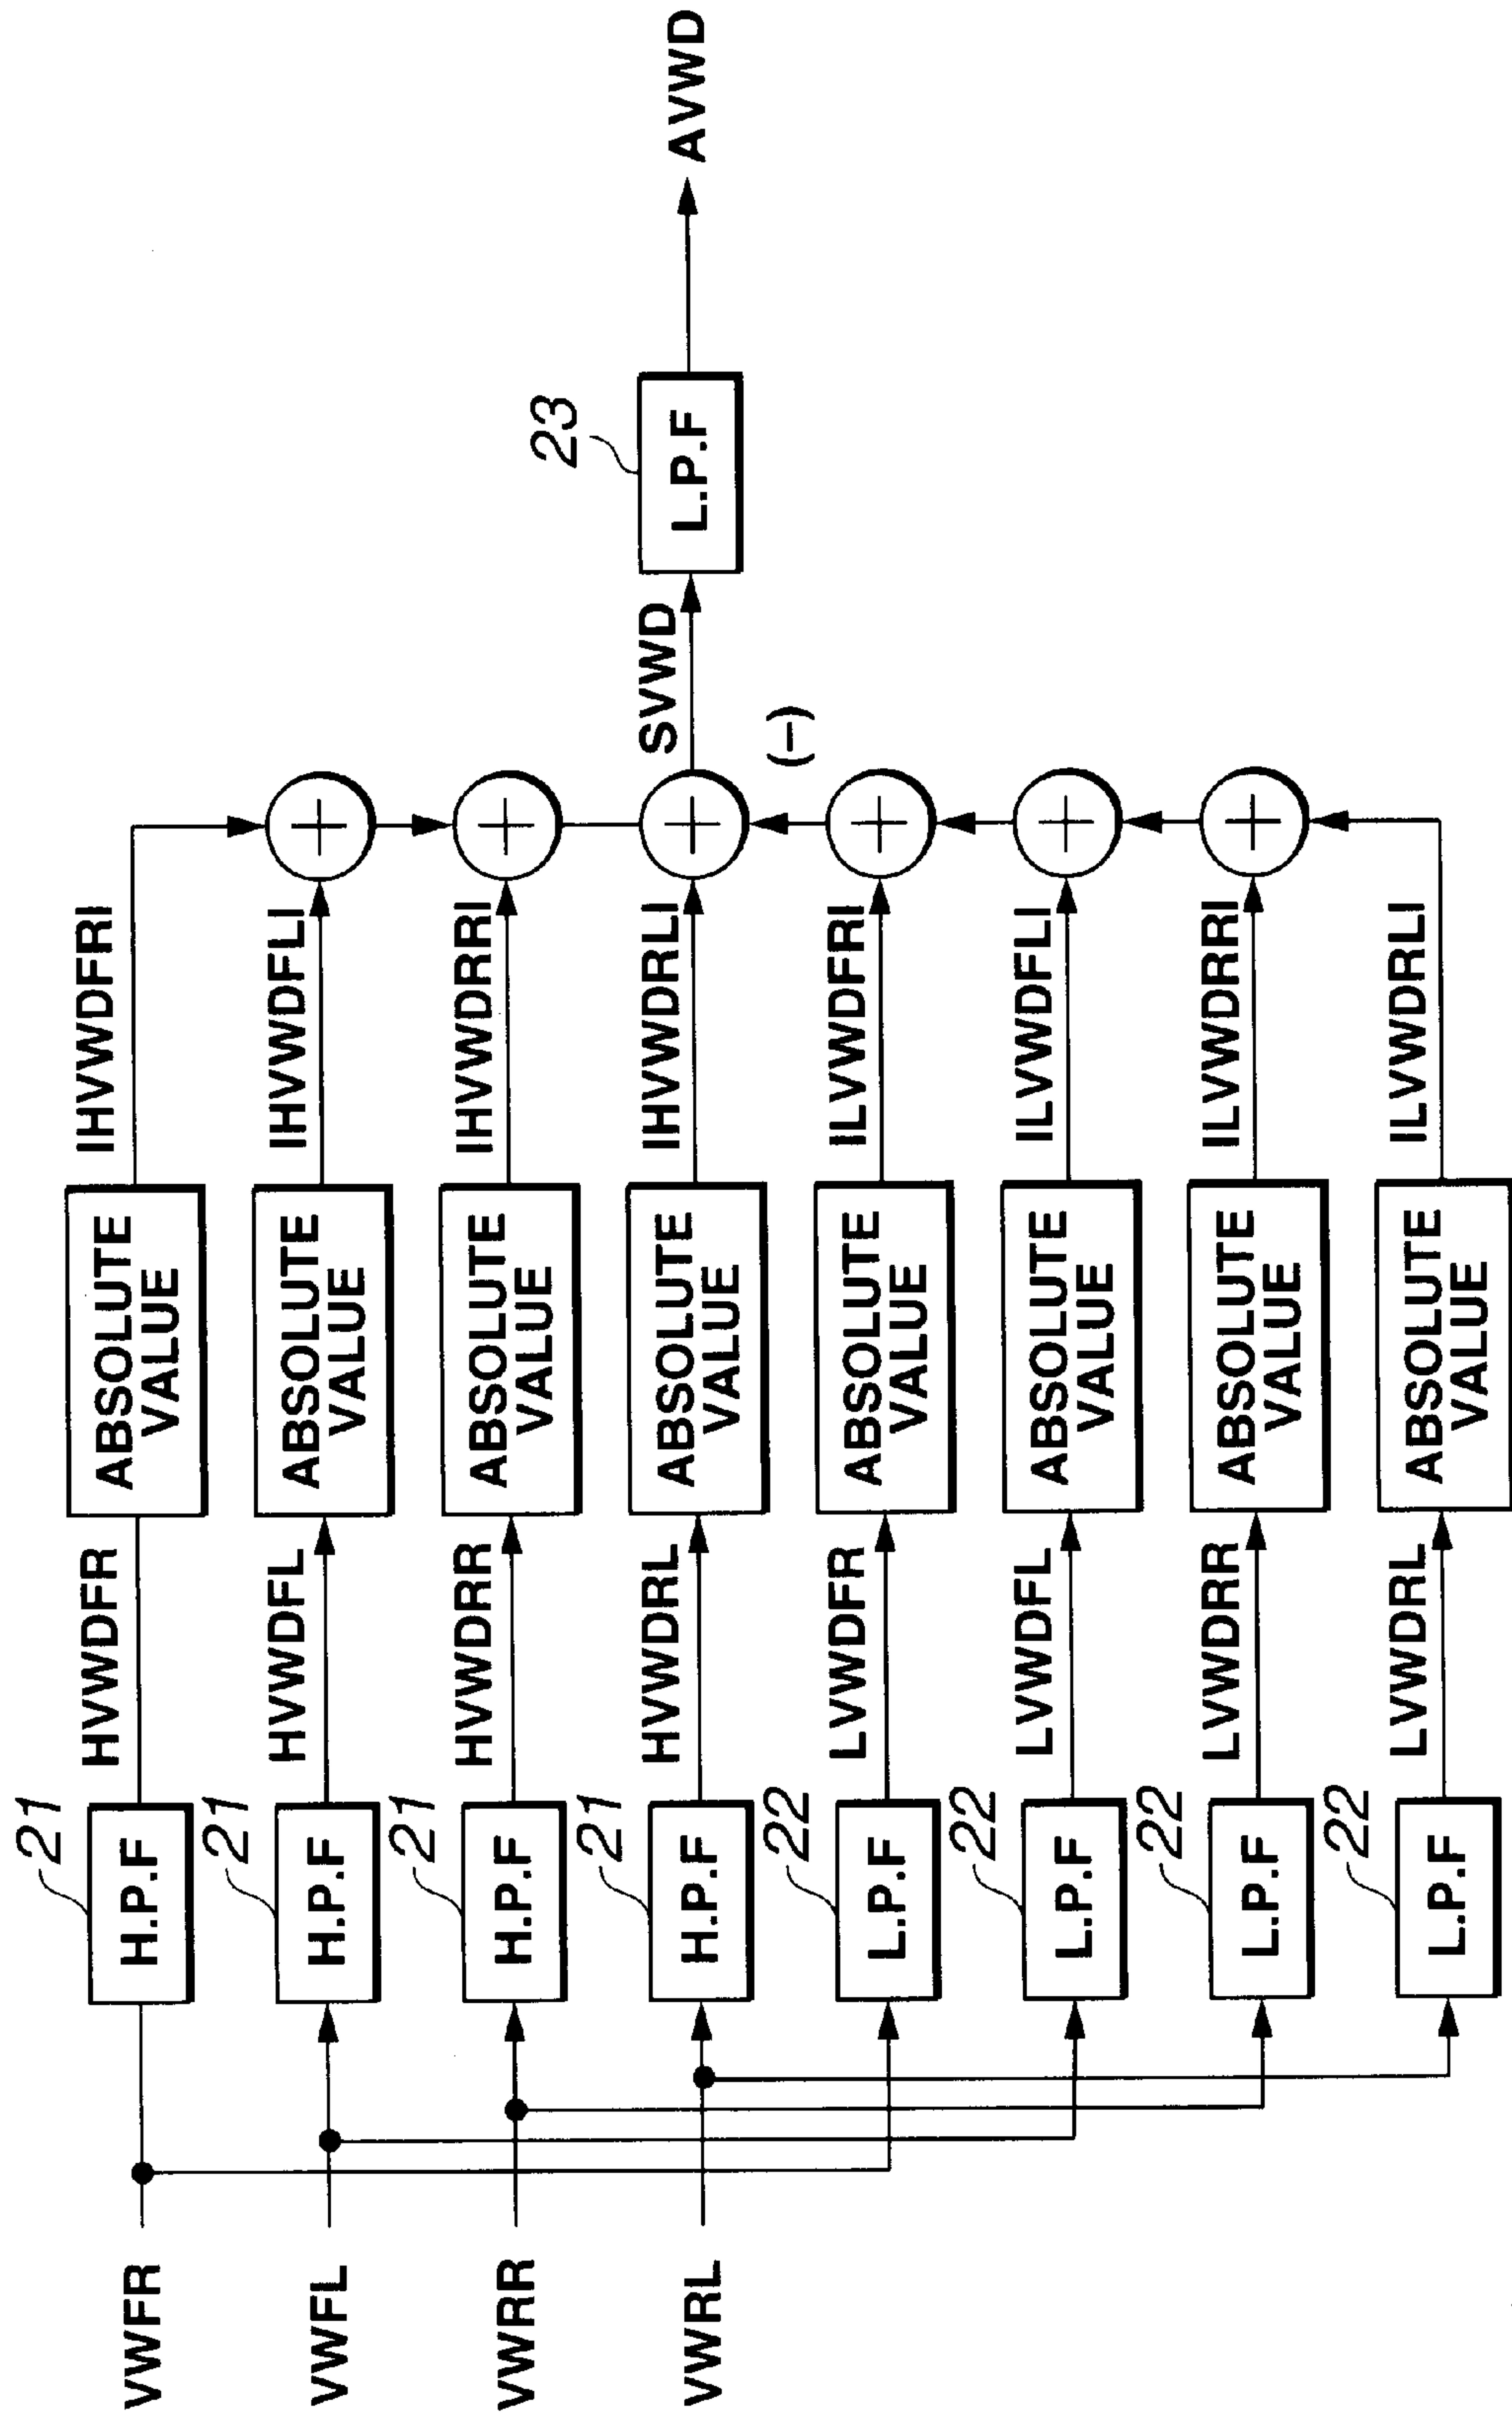 VWFR
21
H.P.F
HVWDFR
ABSOLUTE
VALUE
IHVWDFRI
VWFL
21
H.P.F
HVWDFL
ABSOLUTE
VALUE
IHVWDFLI
VWRR
21
H.P.F
HVWDRR
ABSOLUTE
VALUE
IHVWDRRI
VWRL
21
H.P.F
HVWDRL
ABSOLUTE
VALUE
IHVWDRLI
SVWD
23
L.P.F
AVWD
(−)
22
L.P.F
LVWDFR
ABSOLUTE
VALUE
ILVWDFRI
22
L.P.F
LVWDFL
ABSOLUTE
VALUE
ILVWDFLI
22
L.P.F
LVWDRR
ABSOLUTE
VALUE
ILVWDRRI
22
L.P.F
LVWDRL
ABSOLUTE
VALUE
ILVWDRLI